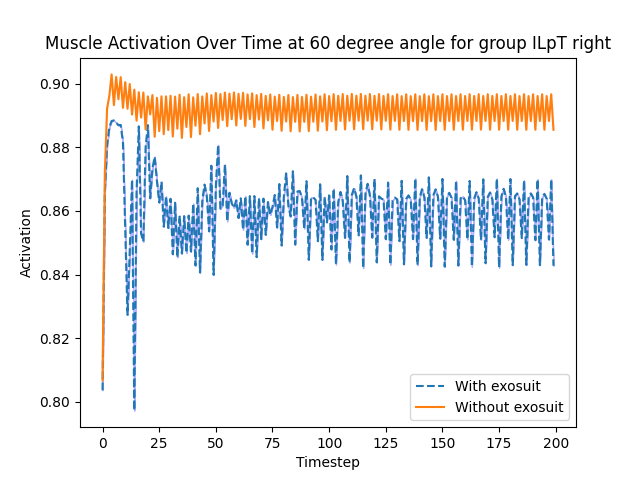 Muscle Activation Over Time at 60 degree angle for group ILpT right
Activation
0.90
0.88
0.86
0.84
0.82
0.80
0 25 50 75 100 125 150 175 200
Timestep
With exosuit
Without exosuit